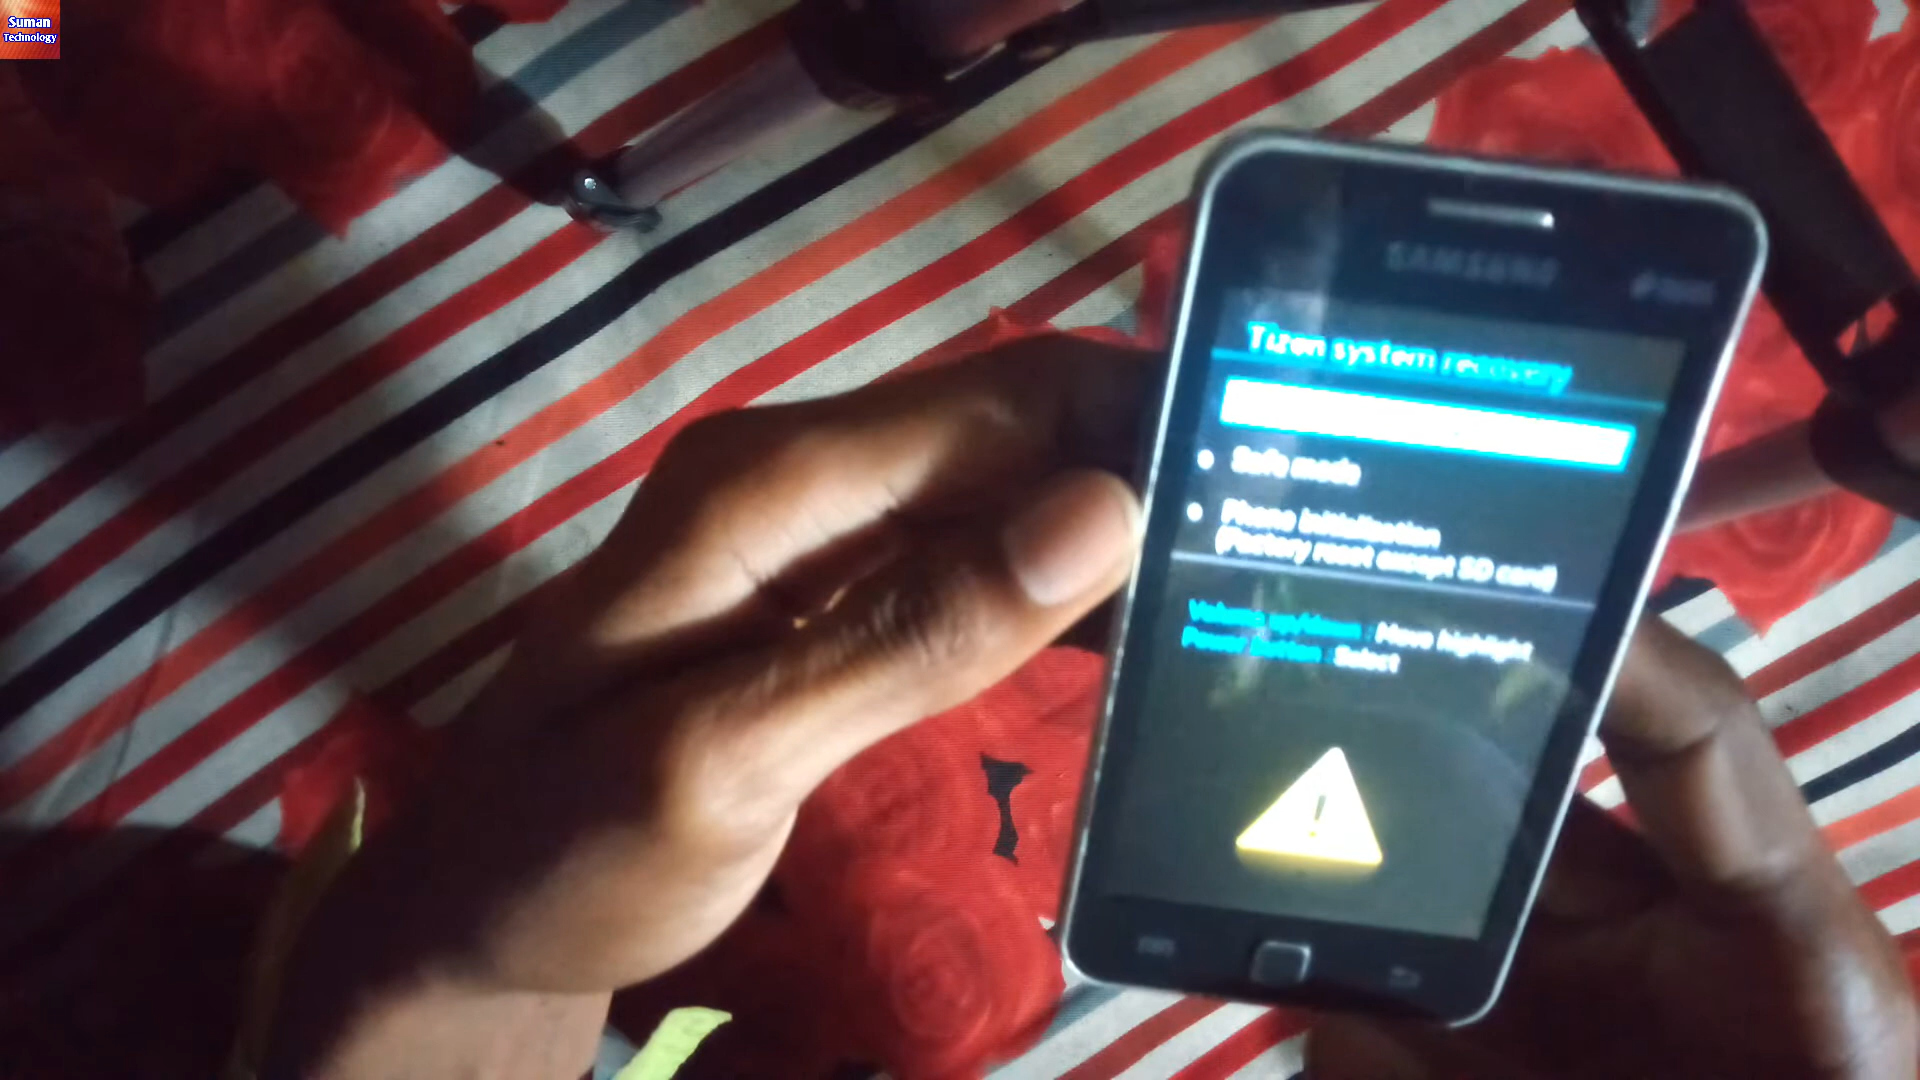 Suman
Technology
SAMSUNG
Tizen system recovery
Safe mode
Phone initialization
(Factory reset except SD card)
Volume up/down : Move highlight
Power Button : Select